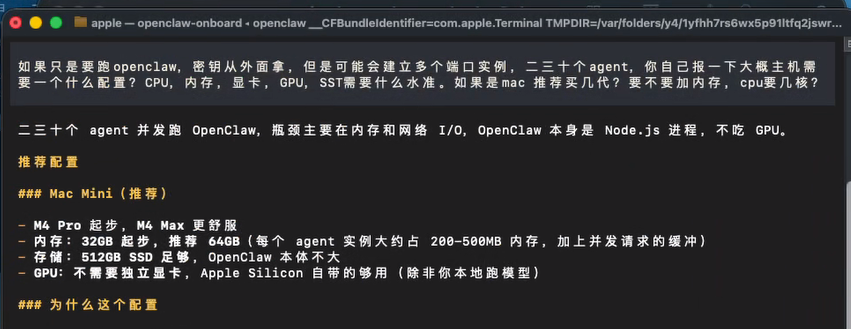 apple — openclaw-onboard ◂ openclaw __CFBundleIdentifier=com.apple.Terminal TMPDIR=/var/folders/y4/1yfhh7rs6wx5p91ltfq2jswr...
如果只是要跑openclaw, 密钥从外面拿, 但是可能会建立多个端口实例, 二三十个agent, 你自己报一下大概主机需
要一个什么配置? CPU, 内存, 显卡, GPU, SST需要什么水准。如果是mac 推荐买几代? 要不要加内存, cpu要几核?
二三十个 agent 并发跑 OpenClaw, 瓶颈主要在内存和网络 I/O, OpenClaw 本身是 Node.js 进程, 不吃 GPU。
推荐配置
### Mac Mini (推荐)
- M4 Pro 起步, M4 Max 更舒服
- 内存: 32GB 起步, 推荐 64GB (每个 agent 实例大约占 200-500MB 内存, 加上并发请求的缓冲)
- 存储: 512GB SSD 足够, OpenClaw 本体不大
- GPU: 不需要独立显卡, Apple Silicon 自带的够用 (除非你本地跑模型)
### 为什么这个配置